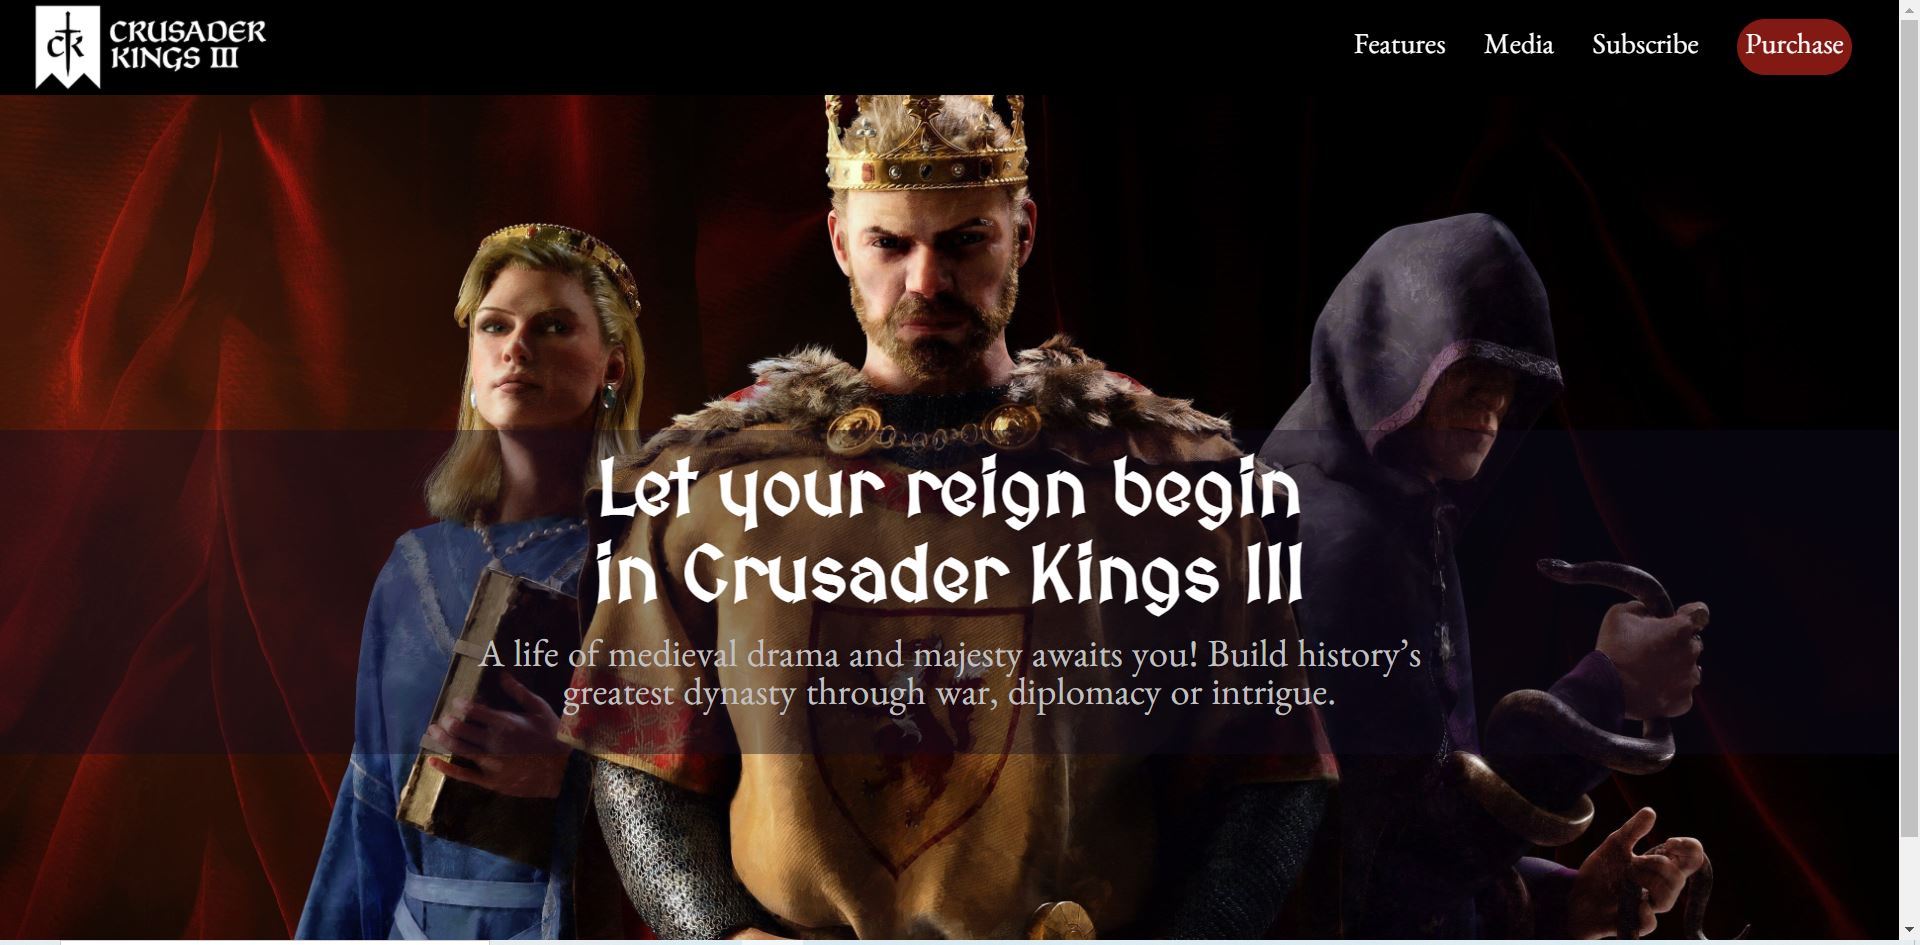 CK
CRUSADER
KINGS III
Features
Media
Subscribe
Purchase
Let your reign begin
in Crusader Kings III
A life of medieval drama and majesty awaits you! Build history’s
greatest dynasty through war, diplomacy or intrigue.